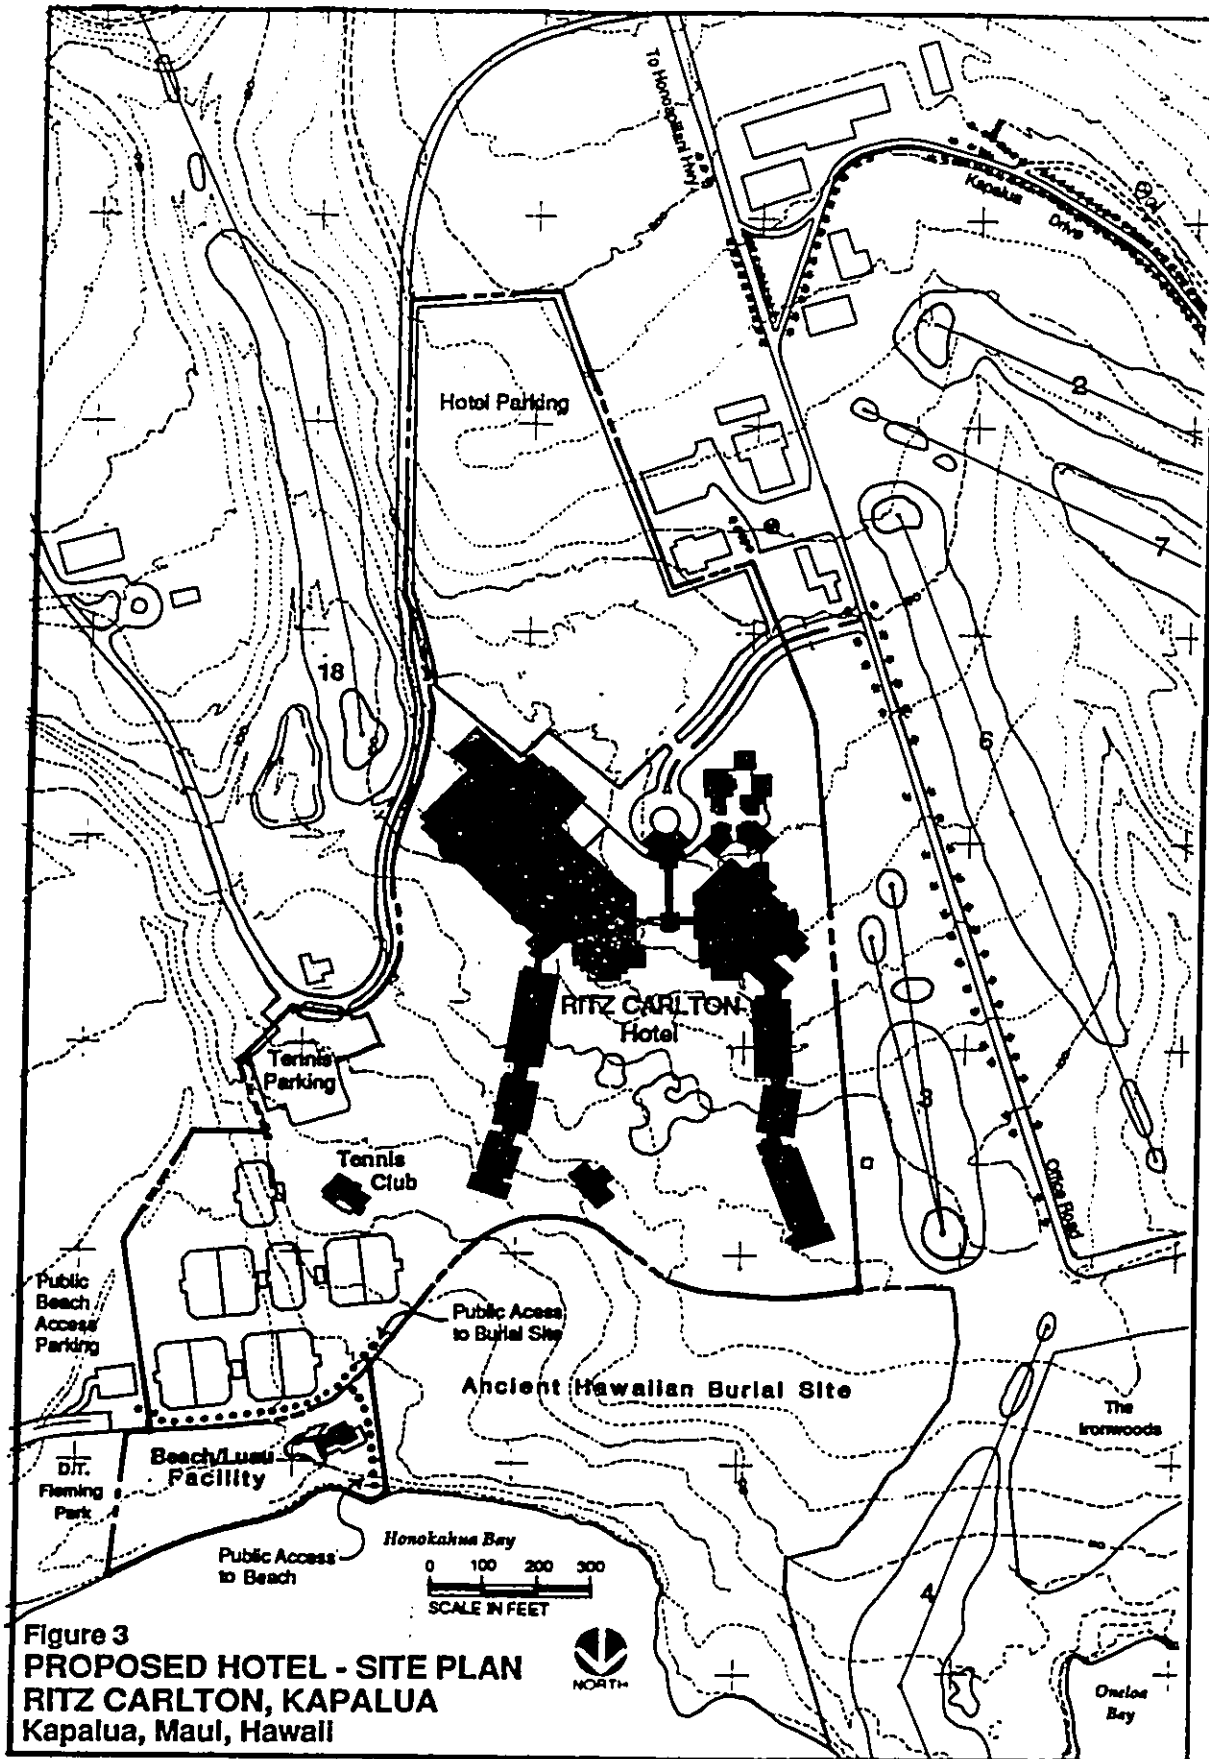 To Honoapiilani Hwy
Kapalua Drive
Hotel Parking
2
7
18
6
RITZ CARLTON
Hotel
Tennis
Parking
3
Tennis
Club
Office Road
Public
Beach
Access
Parking
Public Acess
to Burial Site
Ancient Hawaiian Burial Site
The
Ironwoods
Beach/Luau
Facility
D.T.
Fleming
Park
Honokahua Bay
Public Access
to Beach
0 100 200 300
SCALE IN FEET
4
Oneloa
Bay
Figure 3
PROPOSED HOTEL - SITE PLAN
RITZ CARLTON, KAPALUA
Kapalua, Maui, Hawaii
NORTH